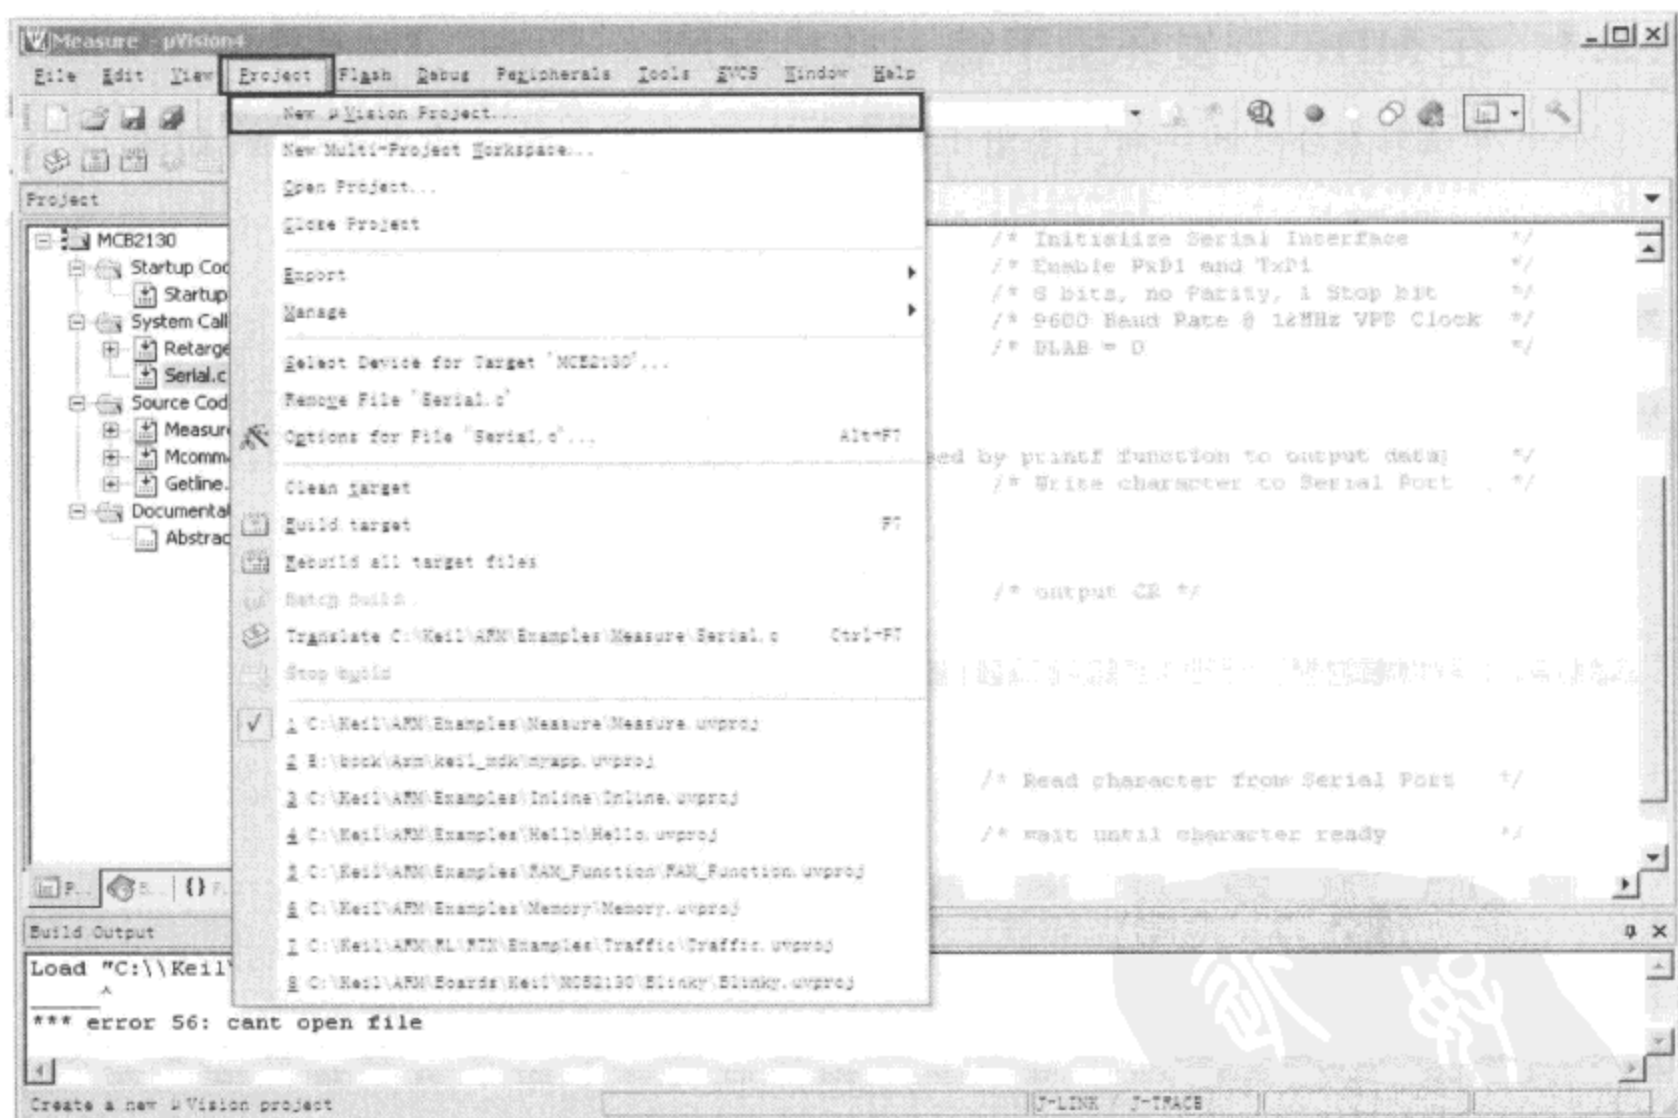 Measure - μVision4
File Edit View Project Flash Debug Peripherals Tools SVCS Window Help
New μVision Project...
New Multi-Project Workspace...
Open Project...
Close Project
Export
Manage
Select Device for Target 'MCB2130'...
Remove File 'Serial.c'
Options for File 'Serial.c'... Alt+F7
Clean target
Build target F7
Rebuild all target files
Batch Build...
Translate C:\Keil\ARM\Examples\Measure\Serial.c Ctrl+F7
Stop build
1 C:\Keil\ARM\Examples\Measure\Measure.uvproj
2 E:\book\Arm\keil_mdk\myapp.uvproj
3 C:\Keil\ARM\Examples\Inline\Inline.uvproj
4 C:\Keil\ARM\Examples\Hello\Hello.uvproj
5 C:\Keil\ARM\Examples\RAM_Function\RAM_Function.uvproj
6 C:\Keil\ARM\Examples\Memory\Memory.uvproj
7 C:\Keil\ARM\RL\RTX\Examples\Traffic\Traffic.uvproj
8 C:\Keil\ARM\Boards\Keil\MCB2130\Blinky\Blinky.uvproj
Project
MCB2130
Startup Cod
Startup
System Call
Retarge
Serial.c
Source Cod
Measure
Mcomm
Getline.
Documentat
Abstrac
P... B... {} F
/* Initialize Serial Interface */
/* Enable RxD1 and TxD1 */
/* 8 bits, no Parity, 1 Stop bit */
/* 9600 Baud Rate @ 12MHz VPB Clock */
/* DLAB = 0 */
ed by printf function to output data) */
/* Write character to Serial Port */
/* output CR */
/* Read character from Serial Port */
/* wait until character ready */
Build Output
Load "C:\\Keil\
^
*** error 56: cant open file
Create a new μVision project J-LINK / J-TRACE